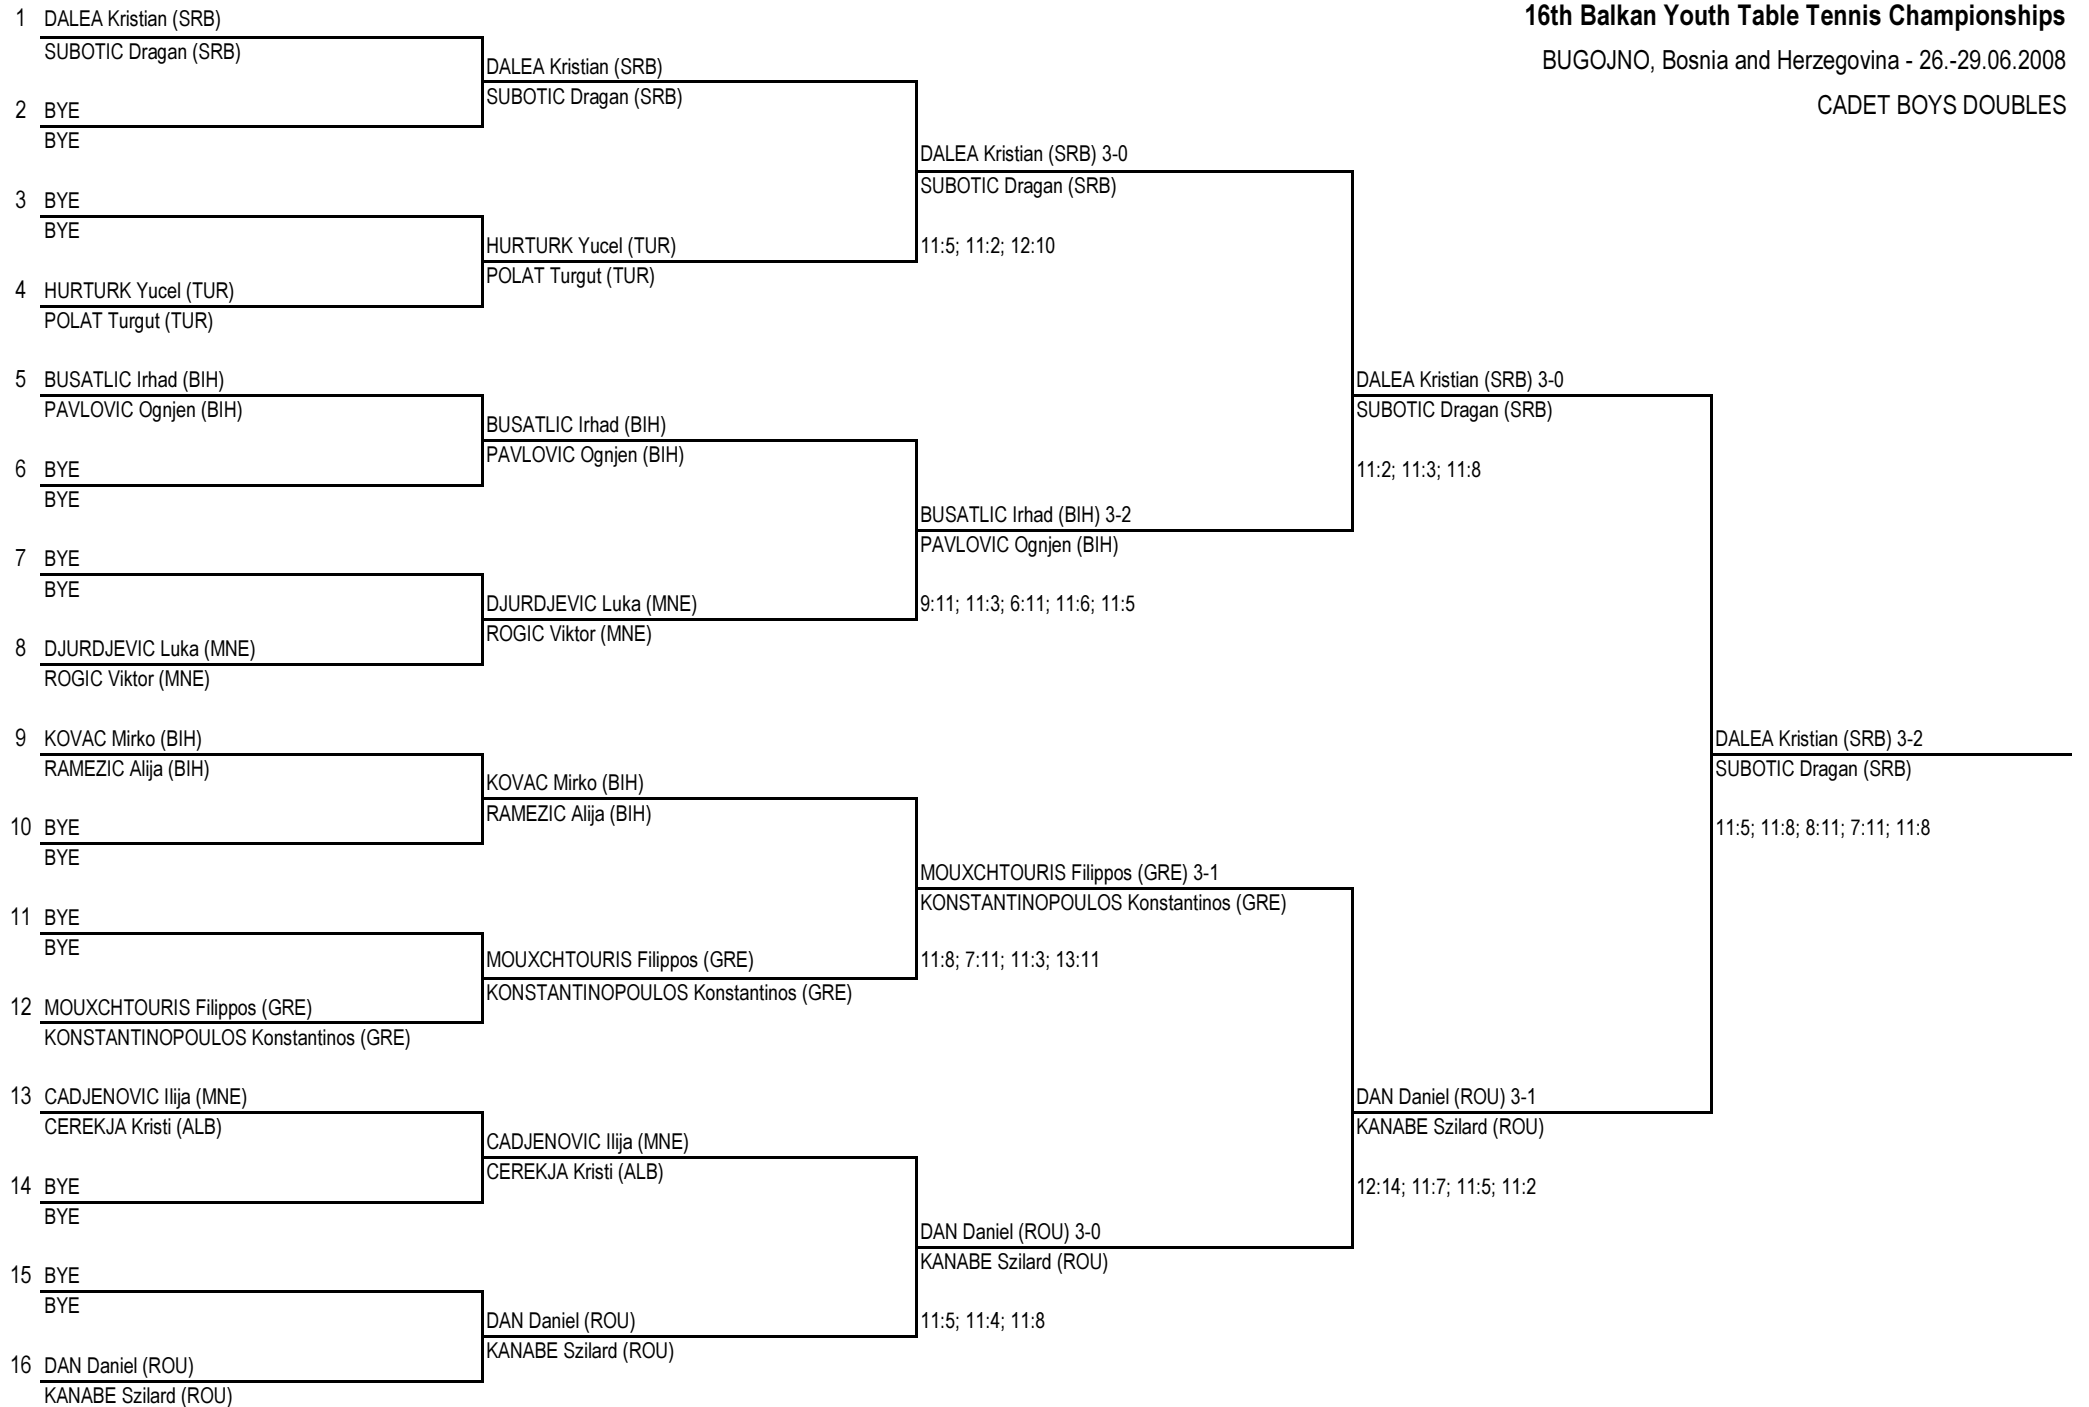 16th Balkan Youth Table Tennis Championships
BUGOJNO, Bosnia and Herzegovina - 26.-29.06.2008
CADET BOYS DOUBLES
1 DALEA Kristian (SRB)
SUBOTIC Dragan (SRB)
2 BYE
BYE
3 BYE
BYE
4 HURTURK Yucel (TUR)
POLAT Turgut (TUR)
5 BUSATLIC Irhad (BIH)
PAVLOVIC Ognjen (BIH)
6 BYE
BYE
7 BYE
BYE
8 DJURDJEVIC Luka (MNE)
ROGIC Viktor (MNE)
9 KOVAC Mirko (BIH)
RAMEZIC Alija (BIH)
10 BYE
BYE
11 BYE
BYE
12 MOUXCHTOURIS Filippos (GRE)
KONSTANTINOPOULOS Konstantinos (GRE)
13 CADJENOVIC Ilija (MNE)
CEREKJA Kristi (ALB)
14 BYE
BYE
15 BYE
BYE
16 DAN Daniel (ROU)
KANABE Szilard (ROU)
DALEA Kristian (SRB)
SUBOTIC Dragan (SRB)
HURTURK Yucel (TUR)
POLAT Turgut (TUR)
BUSATLIC Irhad (BIH)
PAVLOVIC Ognjen (BIH)
DJURDJEVIC Luka (MNE)
ROGIC Viktor (MNE)
KOVAC Mirko (BIH)
RAMEZIC Alija (BIH)
MOUXCHTOURIS Filippos (GRE)
KONSTANTINOPOULOS Konstantinos (GRE)
CADJENOVIC Ilija (MNE)
CEREKJA Kristi (ALB)
DAN Daniel (ROU)
KANABE Szilard (ROU)
DALEA Kristian (SRB) 3-0
SUBOTIC Dragan (SRB)
11:5; 11:2; 12:10
BUSATLIC Irhad (BIH) 3-2
PAVLOVIC Ognjen (BIH)
9:11; 11:3; 6:11; 11:6; 11:5
MOUXCHTOURIS Filippos (GRE) 3-1
KONSTANTINOPOULOS Konstantinos (GRE)
11:8; 7:11; 11:3; 13:11
DAN Daniel (ROU) 3-0
KANABE Szilard (ROU)
11:5; 11:4; 11:8
DALEA Kristian (SRB) 3-0
SUBOTIC Dragan (SRB)
11:2; 11:3; 11:8
DAN Daniel (ROU) 3-1
KANABE Szilard (ROU)
12:14; 11:7; 11:5; 11:2
DALEA Kristian (SRB) 3-2
SUBOTIC Dragan (SRB)
11:5; 11:8; 8:11; 7:11; 11:8